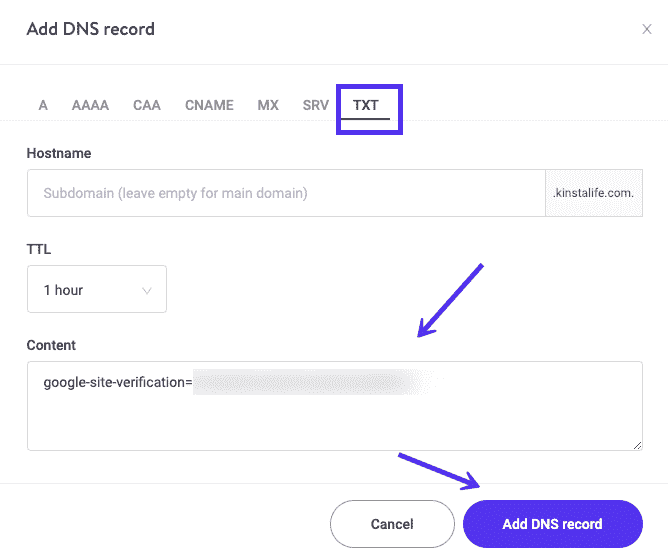 Add DNS record
A AAAA CAA CNAME MX SRV TXT
Hostname
Subdomain (leave empty for main domain) .kinstalife.com.
TTL
1 hour
Content
google-site-verification=
Cancel Add DNS record